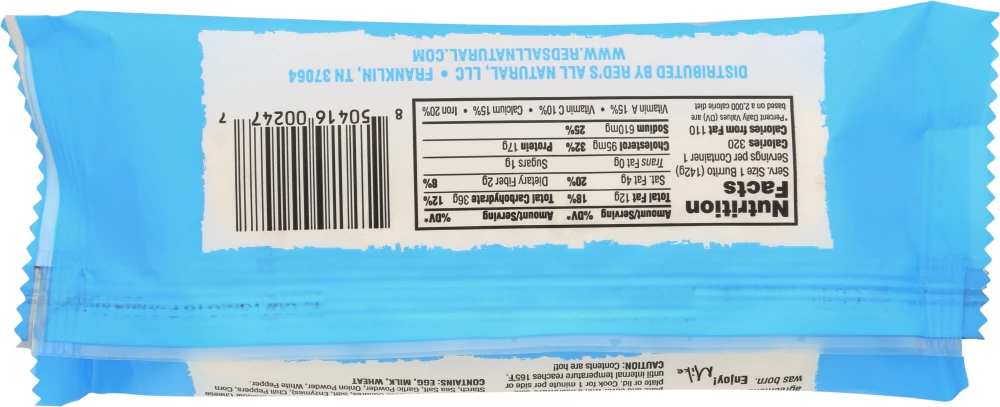 was born.
Enjoy!
Mike
plate or lid. Cook for 1 minute per side or
until internal temperature reaches 165°F.
CAUTION: Contents are hot!
Starch, Sea Salt, Garlic Powder, Onion Powder, White Pepper.
CONTAINS: EGG, MILK, WHEAT
Nutrition
Facts
Serv. Size 1 Burrito (142g)
Servings per Container 1
Calories 320
Calories from Fat 110
*Percent Daily Values (DV) are
based on a 2,000 calorie diet
Amount/Serving %DV* Amount/Serving %DV*
Total Fat 12g 18% Total Carbohydrate 36g 12%
Sat. Fat 4g 20% Dietary Fiber 2g 8%
Trans Fat 0g Sugars 1g
Cholesterol 95mg 32% Protein 17g
Sodium 610mg 25%
Vitamin A 15% • Vitamin C 10% • Calcium 15% • Iron 20%
8 50416 00247 7
DISTRIBUTED BY RED'S ALL NATURAL, LLC • FRANKLIN, TN 37064
WWW.REDSALLNATURAL.COM